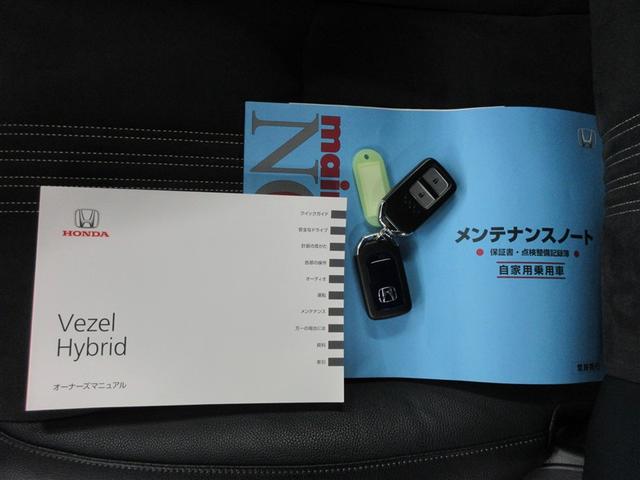 HONDA
Vezel
Hybrid
オーナーズマニュアル
クイックガイド
安全なドライブ
計器の見かた
各部の操作
オーディオ
運転
メンテナンス
万一の場合には
資料
索引
main
NO
メンテナンスノート
保証書・点検整備記録簿
自家用乗用車